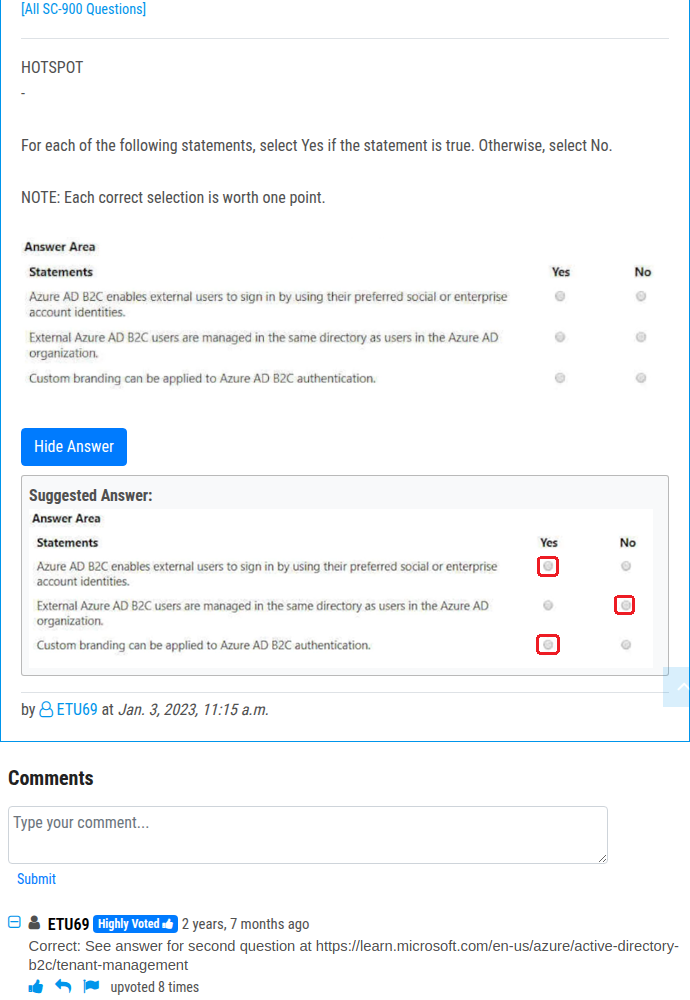 [All SC-900 Questions]
HOTSPOT
-
For each of the following statements, select Yes if the statement is true. Otherwise, select No.
NOTE: Each correct selection is worth one point.
Answer Area
Statements Yes No
Azure AD B2C enables external users to sign in by using their preferred social or enterprise
account identities.
External Azure AD B2C users are managed in the same directory as users in the Azure AD
organization.
Custom branding can be applied to Azure AD B2C authentication.
Hide Answer
Suggested Answer:
Answer Area
Statements Yes No
Azure AD B2C enables external users to sign in by using their preferred social or enterprise
account identities.
External Azure AD B2C users are managed in the same directory as users in the Azure AD
organization.
Custom branding can be applied to Azure AD B2C authentication.
by ETU69 at Jan. 3, 2023, 11:15 a.m.
Comments
Type your comment...
Submit
ETU69 Highly Voted 2 years, 7 months ago
Correct: See answer for second question at https://learn.microsoft.com/en-us/azure/active-directory-
b2c/tenant-management
upvoted 8 times